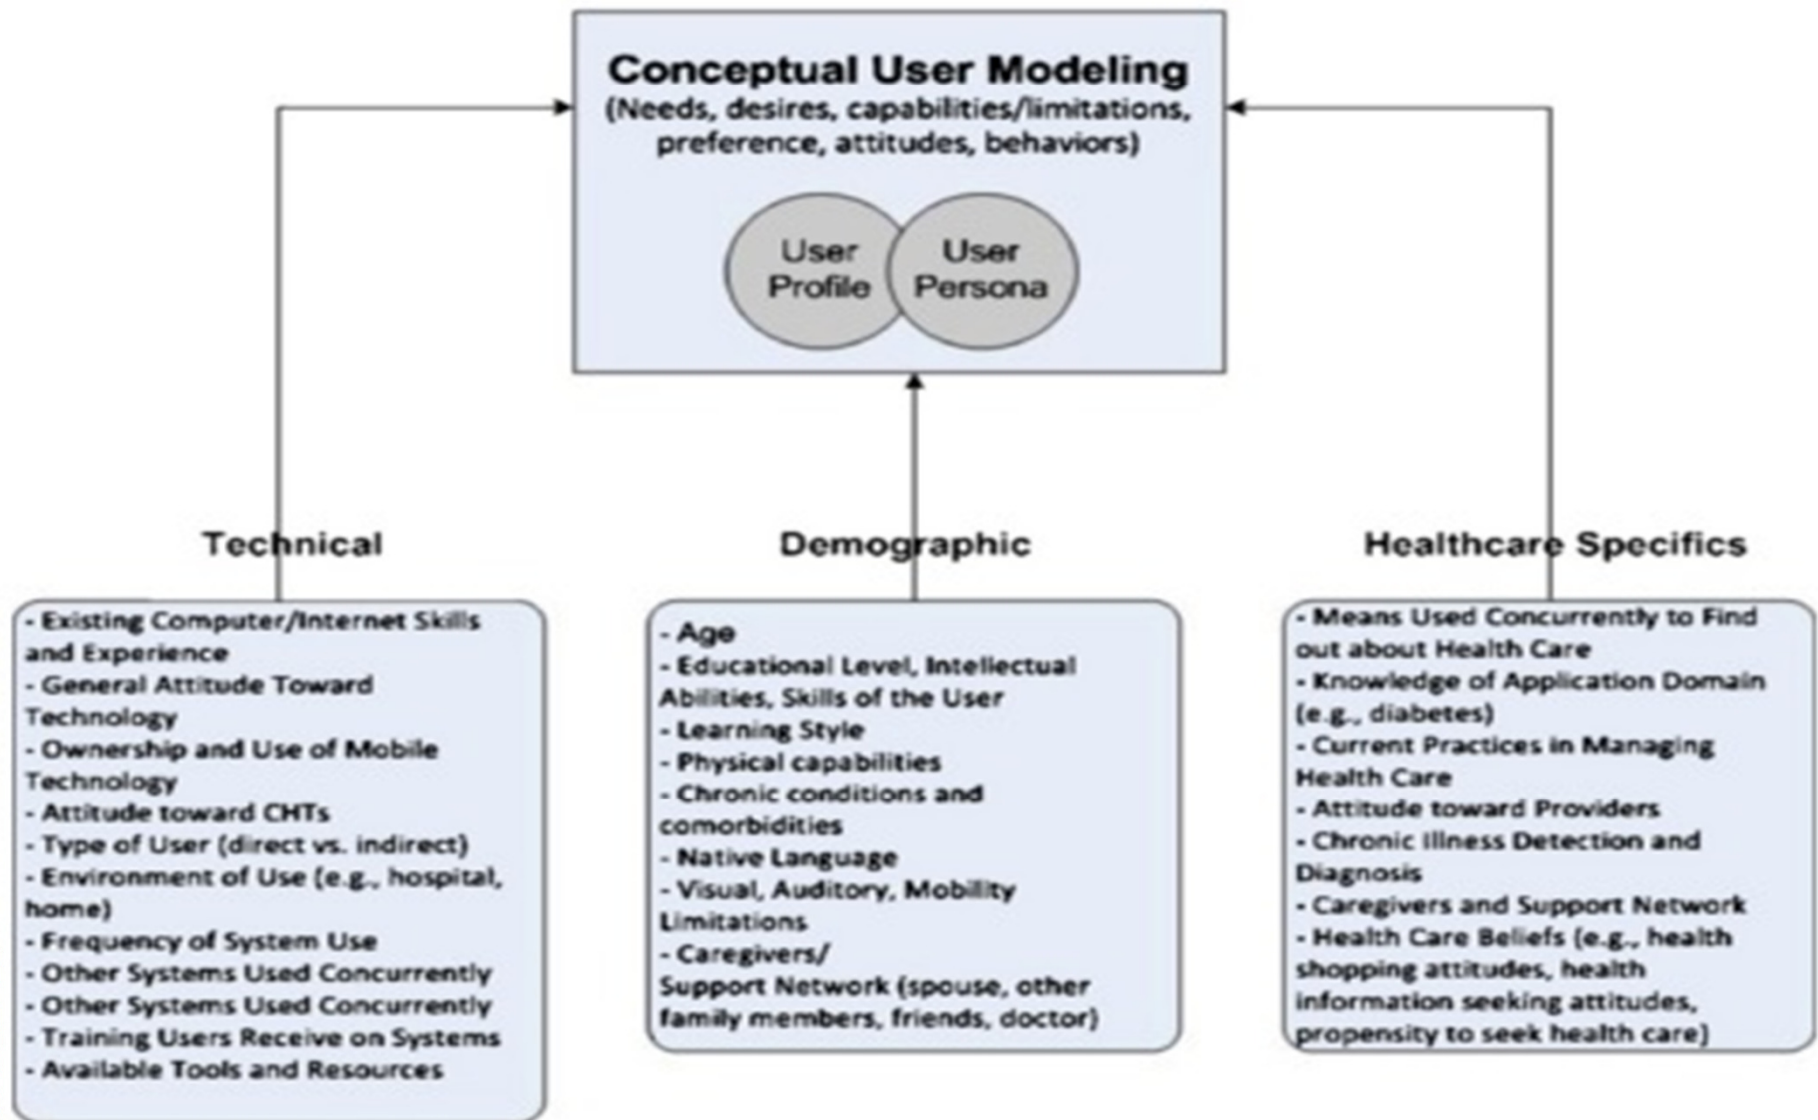 Conceptual User Modeling
(Needs, desires, capabilities/limitations,
preference, attitudes, behaviors)
User
Profile
User
Persona
Technical
- Existing Computer/Internet Skills
and Experience
- General Attitude Toward
Technology
- Ownership and Use of Mobile
Technology
- Attitude toward CHTs
- Type of User (direct vs. indirect)
- Environment of Use (e.g., hospital,
home)
- Frequency of System Use
- Other Systems Used Concurrently
- Other Systems Used Concurrently
- Training Users Receive on Systems
- Available Tools and Resources
Demographic
- Age
- Educational Level, Intellectual
Abilities, Skills of the User
- Learning Style
- Physical capabilities
- Chronic conditions and
comorbidities
- Native Language
- Visual, Auditory, Mobility
Limitations
- Caregivers/
Support Network (spouse, other
family members, friends, doctor)
Healthcare Specifics
- Means Used Concurrently to Find
out about Health Care
- Knowledge of Application Domain
(e.g., diabetes)
- Current Practices in Managing
Health Care
- Attitude toward Providers
- Chronic Illness Detection and
Diagnosis
- Caregivers and Support Network
- Health Care Beliefs (e.g., health
shopping attitudes, health
information seeking attitudes,
propensity to seek health care)